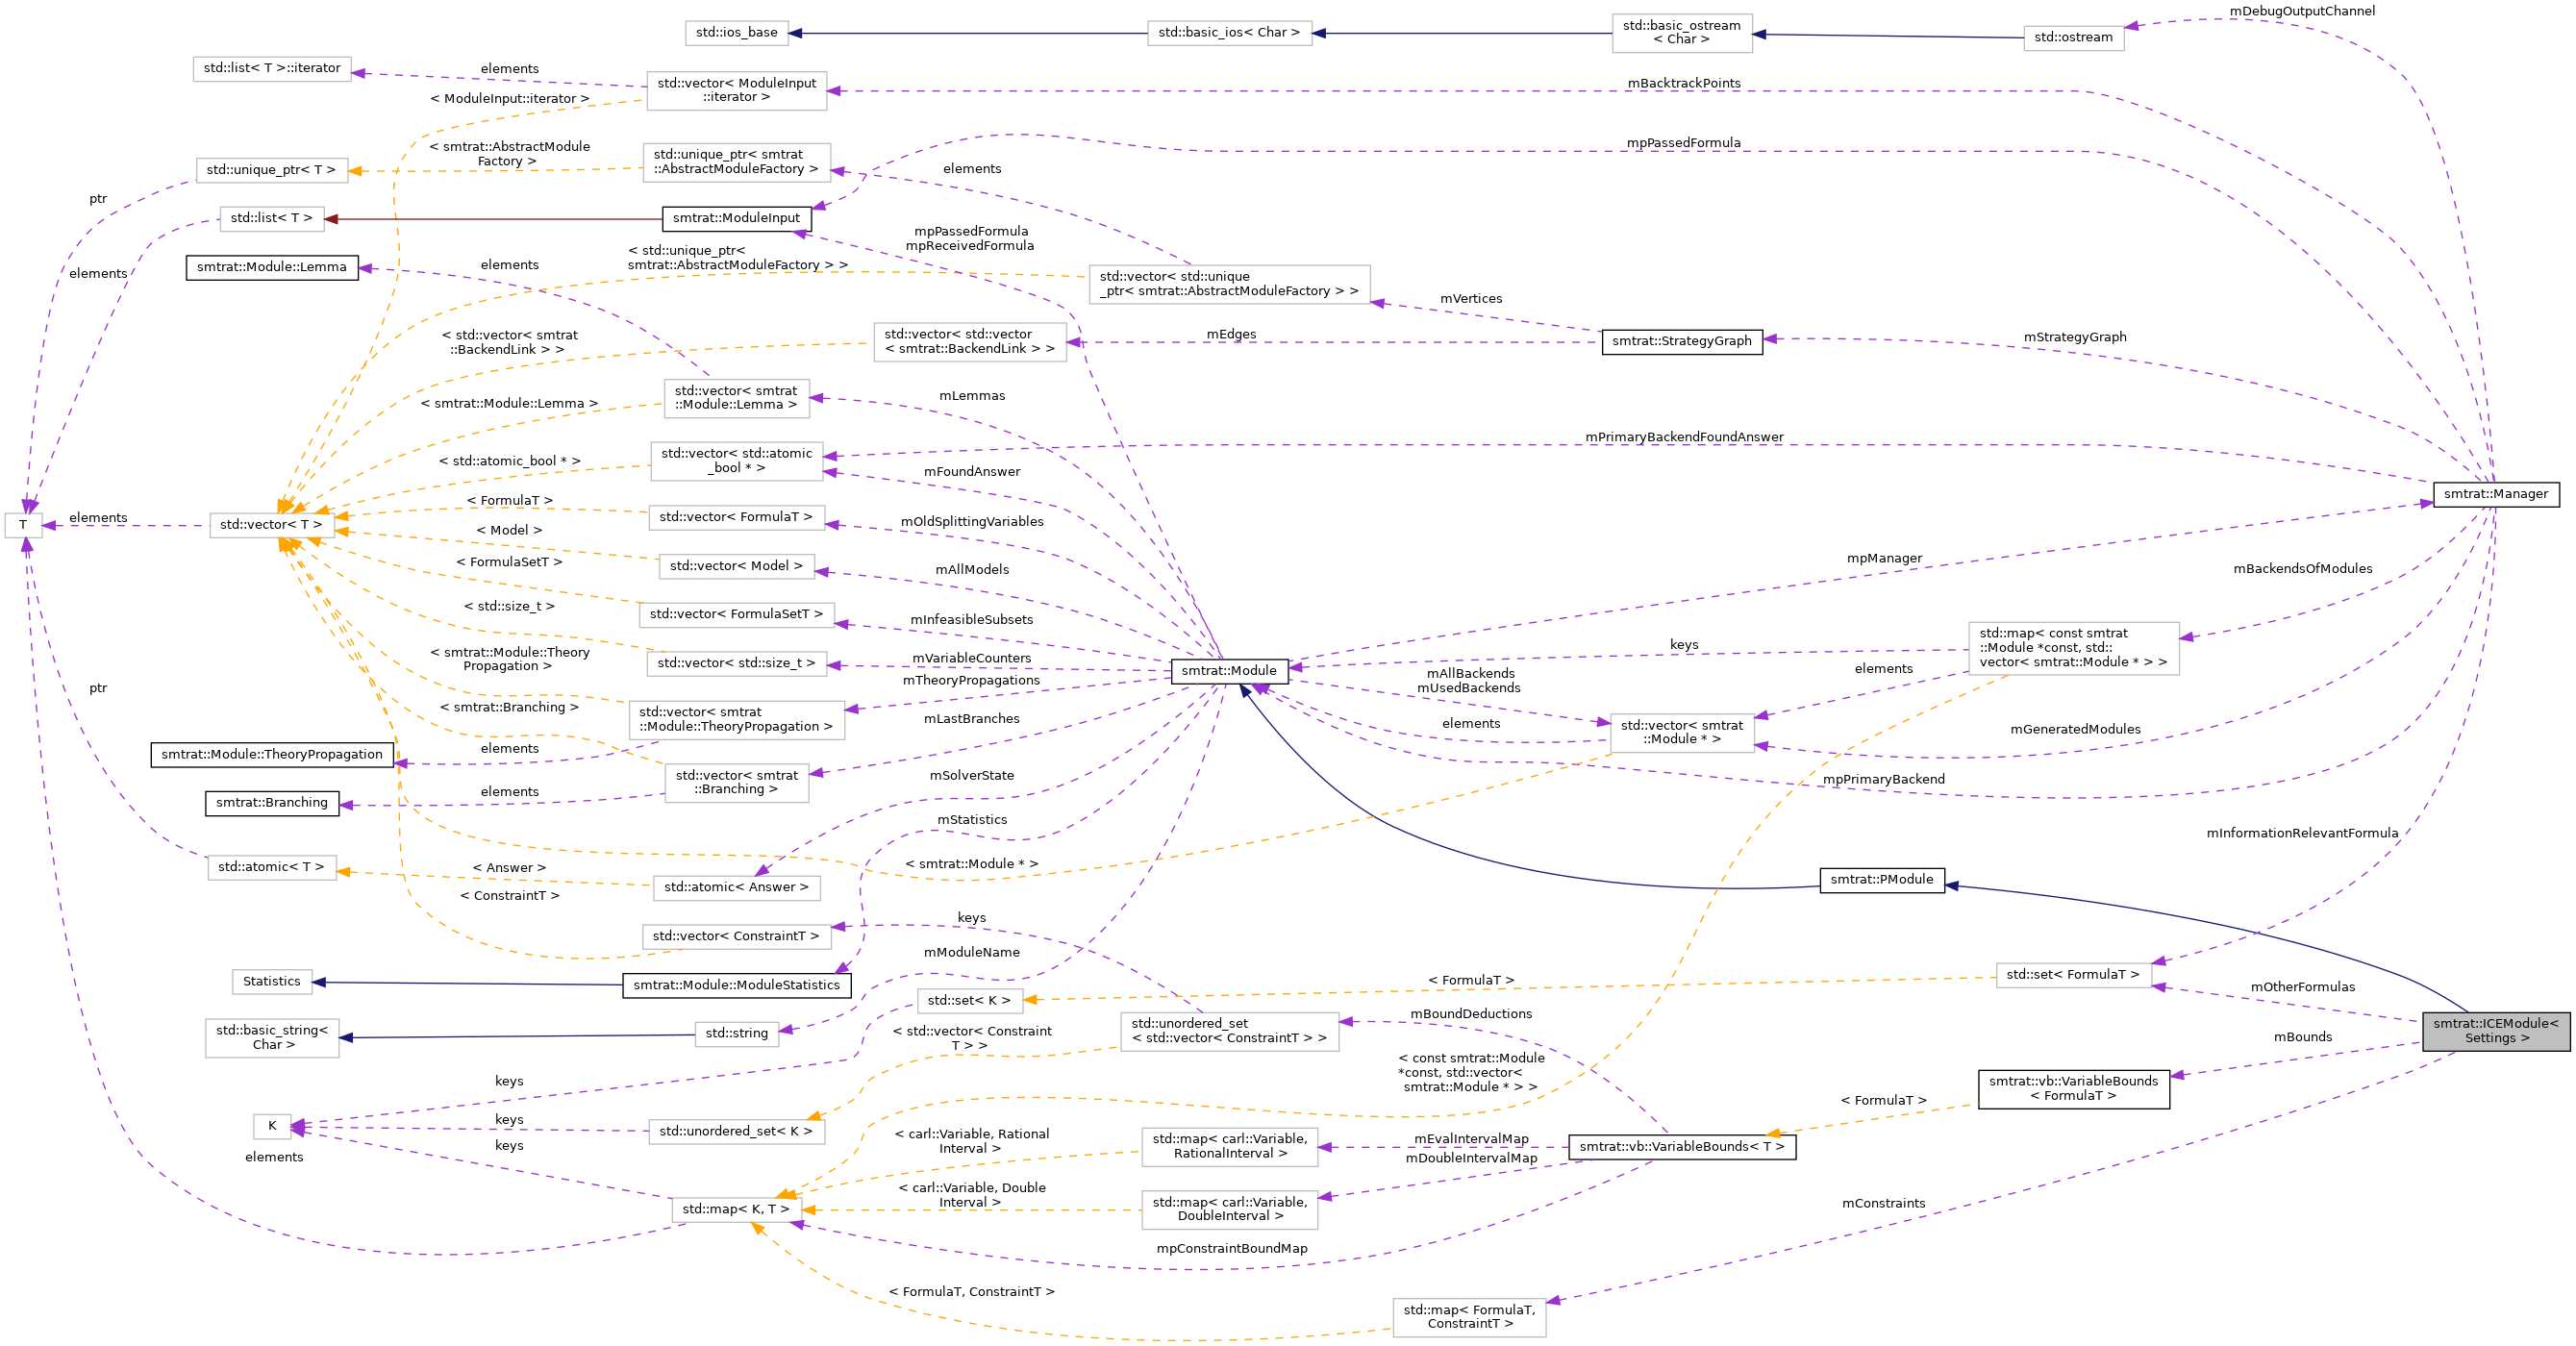 mDebugOutputChannel
std::ios_base
std::basic_ios< Char >
std::basic_ostream
< Char >
std::ostream
std::list< T >::iterator
elements
std::vector< ModuleInput
::iterator >
mBacktrackPoints
< ModuleInput::iterator >
< smtrat::AbstractModule
Factory >
std::unique_ptr< smtrat
::AbstractModuleFactory >
mpPassedFormula
std::unique_ptr< T >
elements
ptr
std::list< T >
smtrat::ModuleInput
mpPassedFormula
mpReceivedFormula
< std::unique_ptr<
smtrat::AbstractModuleFactory > >
smtrat::Module::Lemma
elements
elements
std::vector< std::unique
_ptr< smtrat::AbstractModuleFactory > >
mVertices
< std::vector< smtrat
::BackendLink > >
std::vector< std::vector
< smtrat::BackendLink > >
mEdges
smtrat::StrategyGraph
mStrategyGraph
< smtrat::Module::Lemma >
std::vector< smtrat
::Module::Lemma >
mLemmas
mPrimaryBackendFoundAnswer
< std::atomic_bool * >
std::vector< std::atomic
_bool * >
mFoundAnswer
smtrat::Manager
< FormulaT >
std::vector< FormulaT >
mOldSplittingVariables
T
elements
std::vector< T >
< Model >
std::vector< Model >
mAllModels
mpManager
mBackendsOfModules
< FormulaSetT >
< std::size_t >
std::vector< FormulaSetT >
mInfeasibleSubsets
std::map< const smtrat
::Module *const, std::
vector< smtrat::Module * > >
keys
< smtrat::Module::Theory
Propagation >
std::vector< std::size_t >
mVariableCounters
smtrat::Module
mTheoryPropagations
mAllBackends
mUsedBackends
elements
ptr
< smtrat::Branching >
std::vector< smtrat
::Module::TheoryPropagation >
mLastBranches
elements
std::vector< smtrat
::Module * >
mGeneratedModules
smtrat::Module::TheoryPropagation
elements
std::vector< smtrat
::Branching >
mSolverState
mpPrimaryBackend
smtrat::Branching
elements
mStatistics
mInformationRelevantFormula
std::atomic< T >
< Answer >
std::atomic< Answer >
< smtrat::Module * >
smtrat::PModule
< ConstraintT >
keys
std::vector< ConstraintT >
mModuleName
Statistics
smtrat::Module::ModuleStatistics
< FormulaT >
std::set< FormulaT >
mOtherFormulas
std::set< K >
std::basic_string<
Char >
std::string
< std::vector< Constraint
T > >
std::unordered_set
< std::vector< ConstraintT > >
mBoundDeductions
smtrat::ICEModule<
Settings >
mBounds
< const smtrat::Module
*const, std::vector<
smtrat::Module * > >
keys
smtrat::vb::VariableBounds
< FormulaT >
< FormulaT >
K
keys
std::unordered_set< K >
keys
elements
< carl::Variable, Rational
Interval >
std::map< carl::Variable,
RationalInterval >
mEvalIntervalMap
mDoubleIntervalMap
smtrat::vb::VariableBounds< T >
< carl::Variable, Double
Interval >
std::map< K, T >
std::map< carl::Variable,
DoubleInterval >
mConstraints
mpConstraintBoundMap
< FormulaT, ConstraintT >
std::map< FormulaT,
ConstraintT >